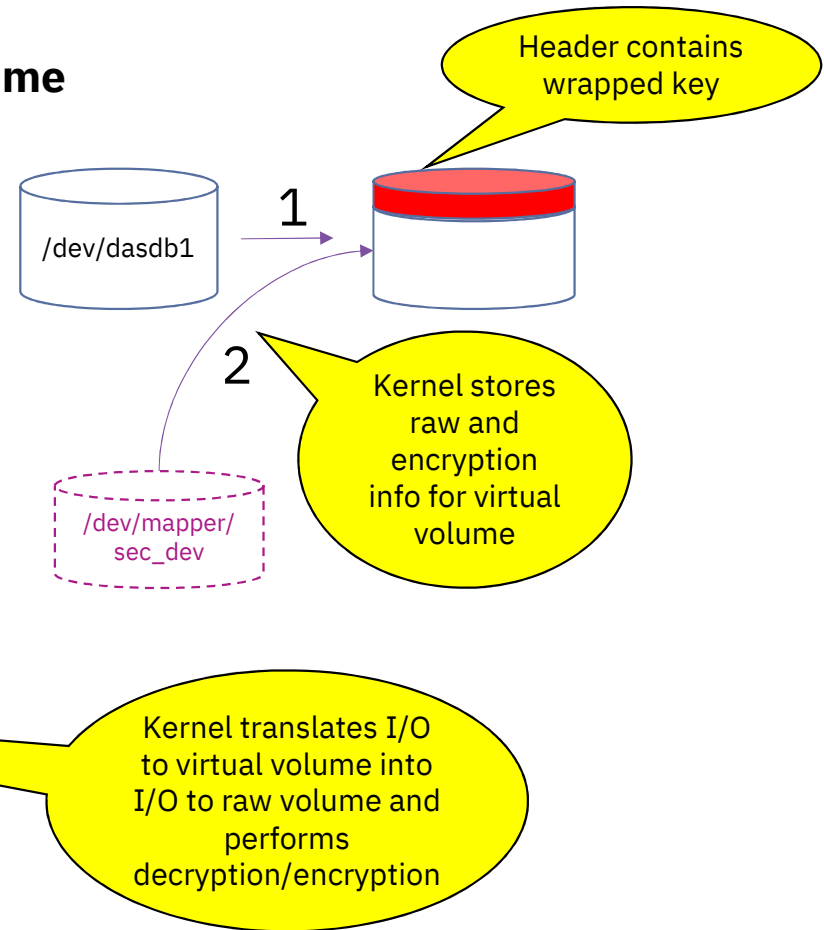 Header contains
wrapped key
me
/dev/dasdb1
1
2
Kernel stores
raw and
encryption
info for virtual
volume
/dev/mapper/
sec_dev
Kernel translates I/O
to virtual volume into
I/O to raw volume and
performs
decryption/encryption